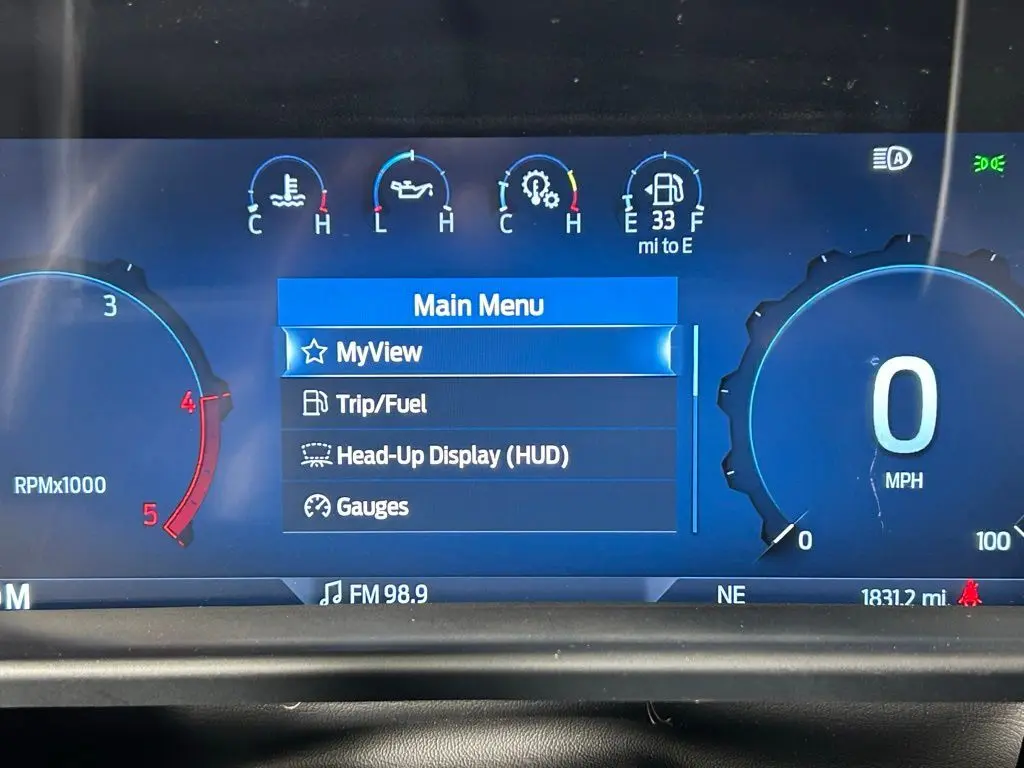 C H
L H
C H
E 33 F
mi to E
A
Main Menu
MyView
Trip/Fuel
Head-Up Display (HUD)
Gauges
3
4
5
RPMx1000
0
MPH
0
100
M
FM 98.9
NE
1831.2 mi